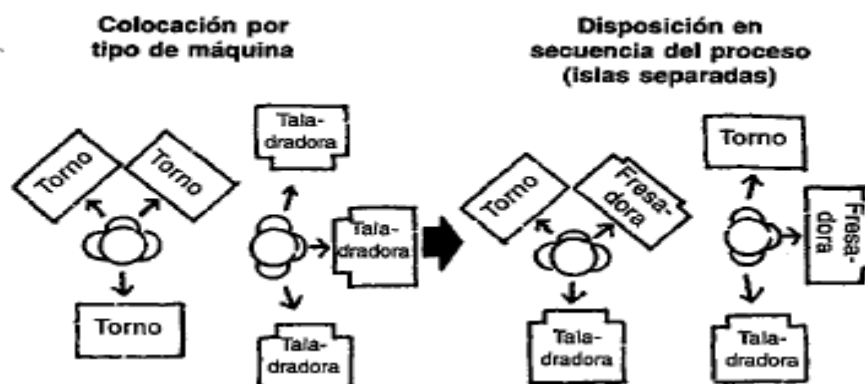 Colocación por
tipo de máquina
Torno
Torno
Torno
Tala-
dradora
Tala-
dradora
Tala-
dradora
Disposición en
secuencia del proceso
(islas separadas)
Torno
Fresa-
dora
Tala-
dradora
Torno
Fresa-
dora
Tala-
dradora